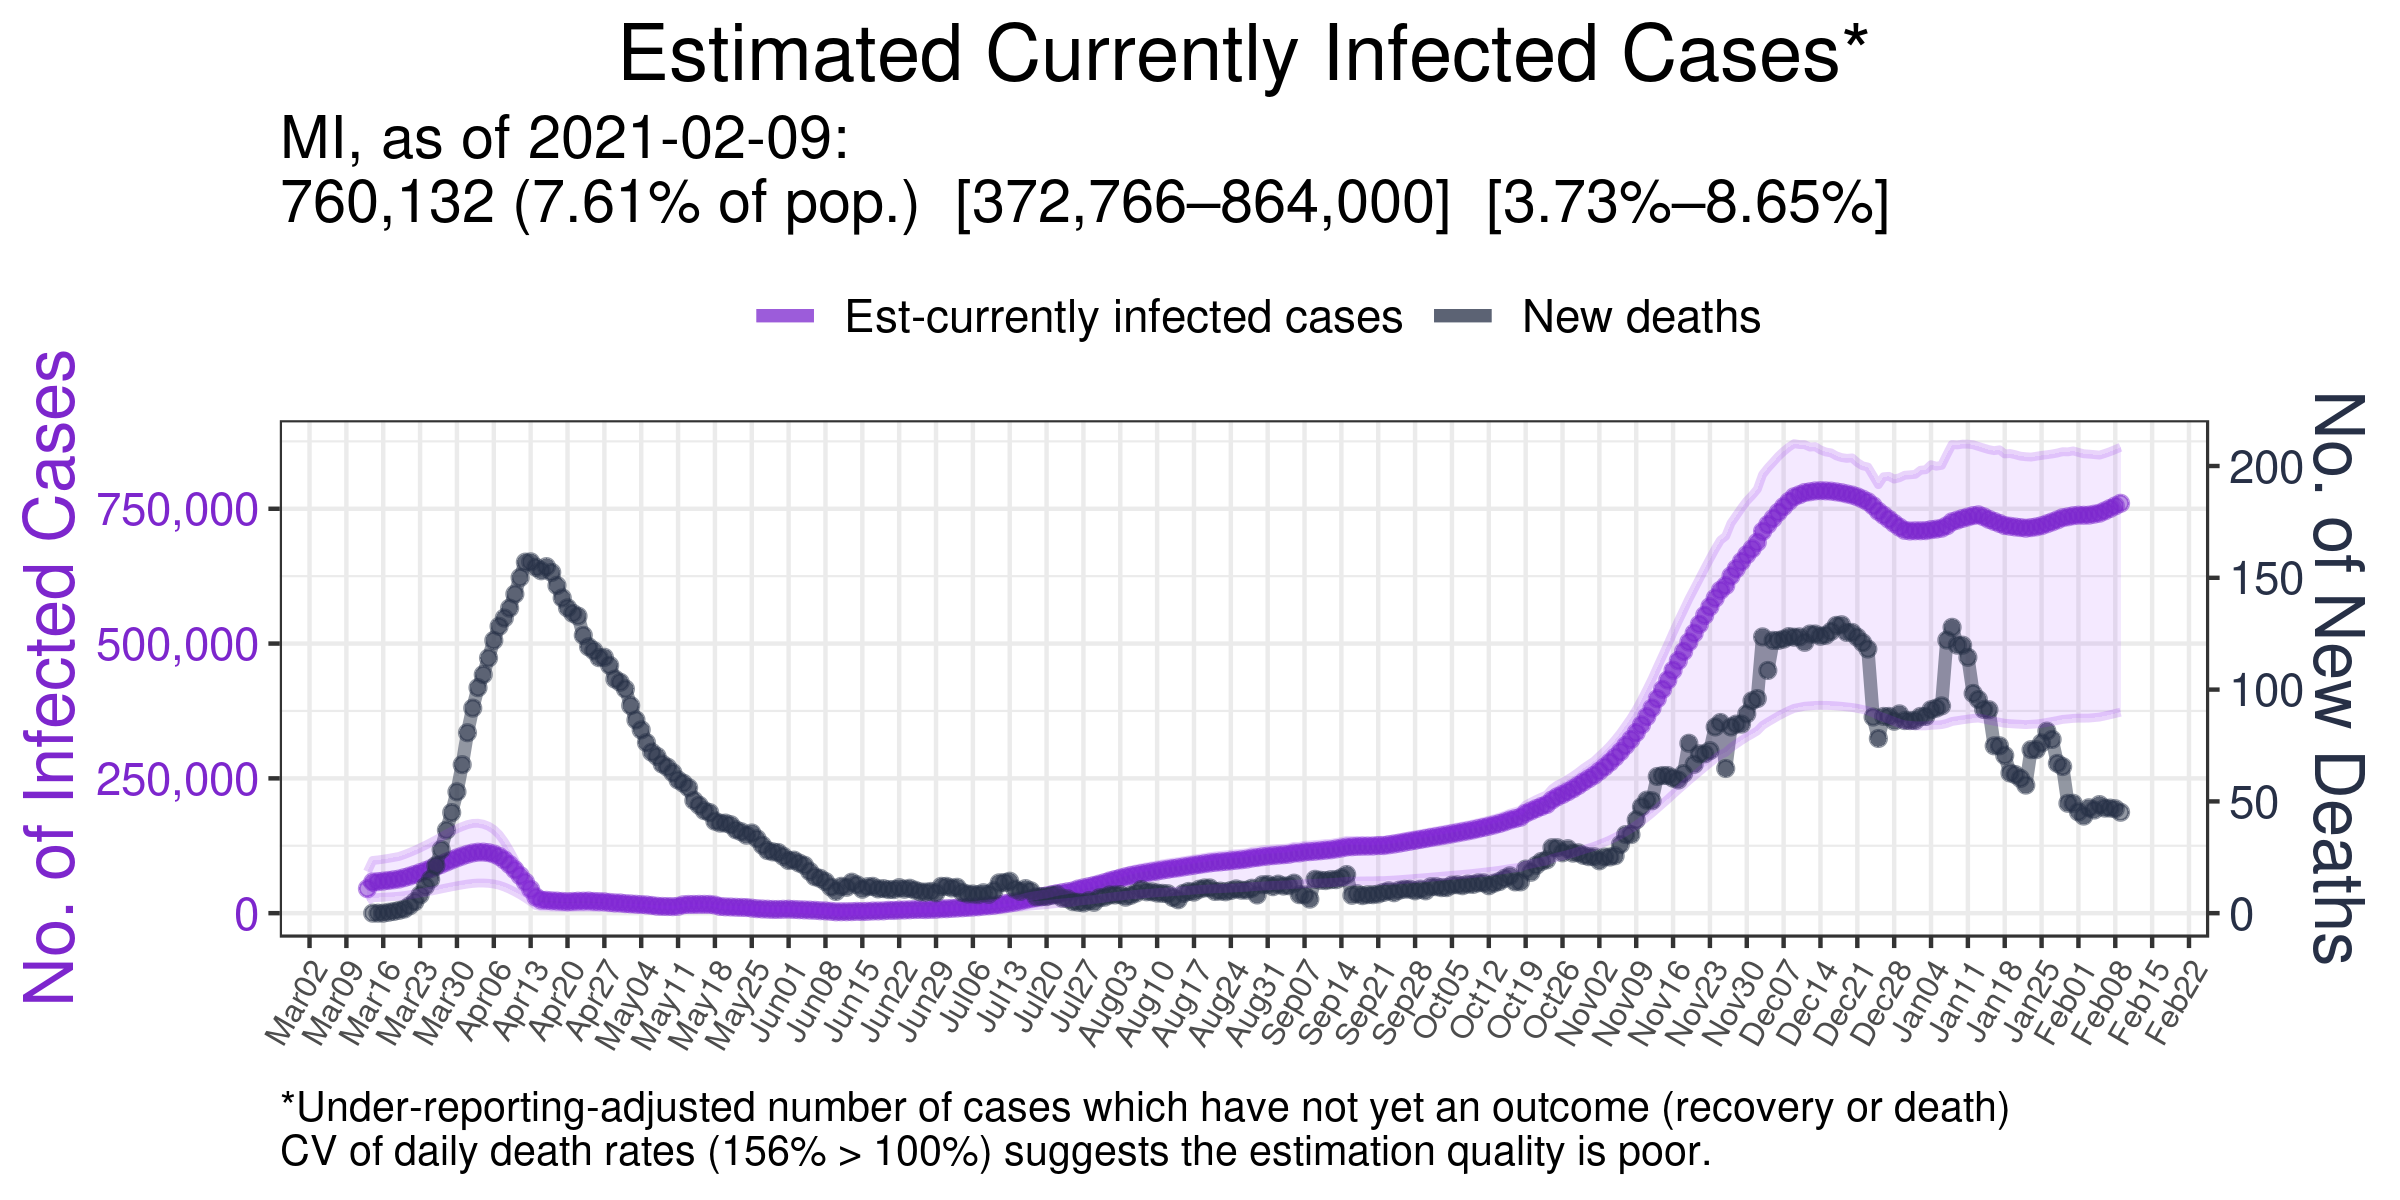 Estimated Currently Infected Cases*
MI, as of 2021-02-09:
760,132 (7.61% of pop.)  [372,766–864,000]  [3.73%–8.65%]
Est-currently infected cases
New deaths
No. of Infected Cases
750,000
500,000
250,000
0
200
150
100
50
0
No. of New Deaths
Mar02
Mar09
Mar16
Mar23
Mar30
Apr06
Apr13
Apr20
Apr27
May04
May11
May18
May25
Jun01
Jun08
Jun15
Jun22
Jun29
Jul06
Jul13
Jul20
Jul27
Aug03
Aug10
Aug17
Aug24
Aug31
Sep07
Sep14
Sep21
Sep28
Oct05
Oct12
Oct19
Oct26
Nov02
Nov09
Nov16
Nov23
Nov30
Dec07
Dec14
Dec21
Dec28
Jan04
Jan11
Jan18
Jan25
Feb01
Feb08
Feb15
Feb22
*Under-reporting-adjusted number of cases which have not yet an outcome (recovery or death)
CV of daily death rates (156% > 100%) suggests the estimation quality is poor.